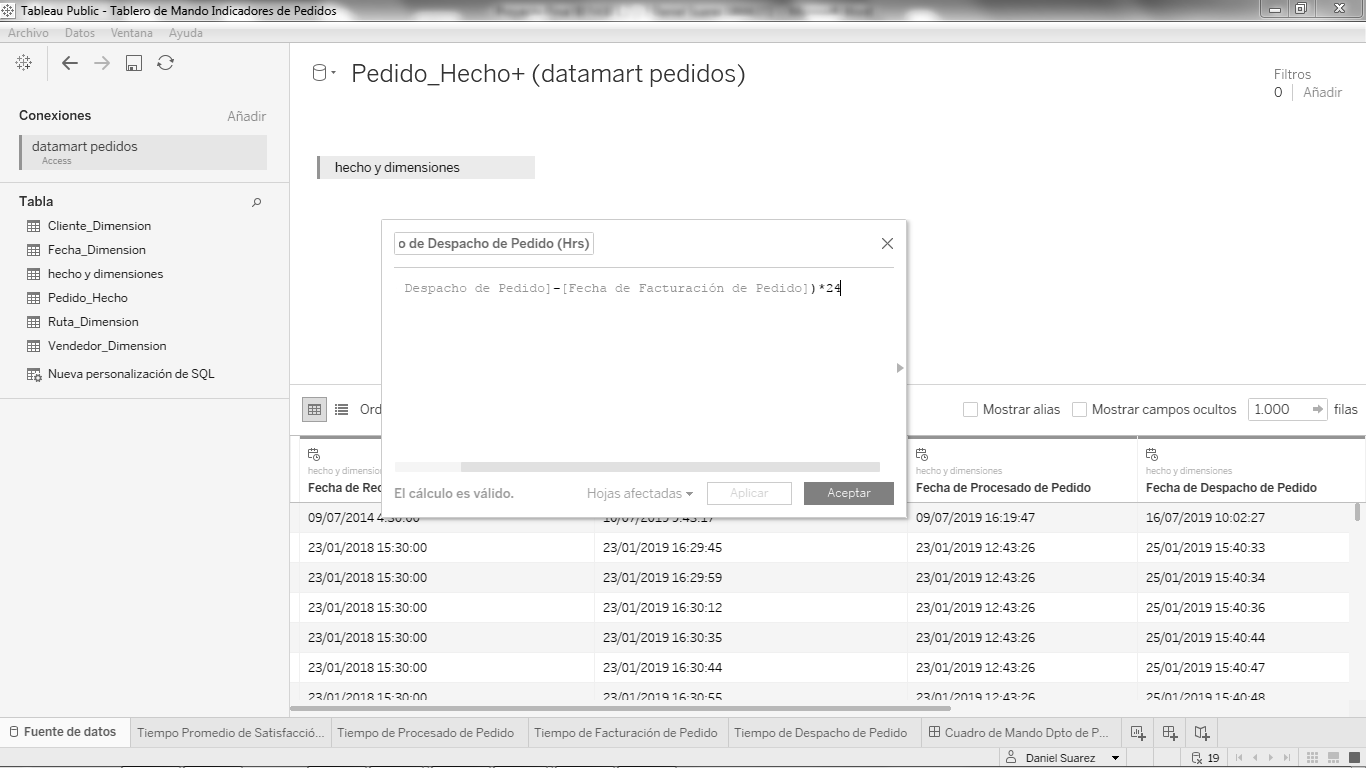 Tableau Public - Tablero de Mando Indicadores de Pedidos
Archivo Datos Ventana Ayuda
Pedido_Hecho+ (datamart pedidos)
Filtros
0 Añadir
Conexiones Añadir
datamart pedidos
Access
hecho y dimensiones
Tabla
Cliente_Dimension
Fecha_Dimension
hecho y dimensiones
Pedido_Hecho
Ruta_Dimension
Vendedor_Dimension
Nueva personalización de SQL
o de Despacho de Pedido (Hrs)
Despacho de Pedido]-[Fecha de Facturación de Pedido])*24
El cálculo es válido. Hojas afectadas Aplicar Aceptar
Ord Mostrar alias Mostrar campos ocultos 1.000 filas
hecho y dimensio hecho y dimensiones hecho y dimensiones
Fecha de Rec Fecha de Procesado de Pedido Fecha de Despacho de Pedido
09/07/2014 4:30:00 16/07/2019 9:43:17 09/07/2019 16:19:47 16/07/2019 10:02:27
23/01/2018 15:30:00 23/01/2019 16:29:45 23/01/2019 12:43:26 25/01/2019 15:40:33
23/01/2018 15:30:00 23/01/2019 16:29:59 23/01/2019 12:43:26 25/01/2019 15:40:34
23/01/2018 15:30:00 23/01/2019 16:30:12 23/01/2019 12:43:26 25/01/2019 15:40:36
23/01/2018 15:30:00 23/01/2019 16:30:35 23/01/2019 12:43:26 25/01/2019 15:40:44
23/01/2018 15:30:00 23/01/2019 16:30:44 23/01/2019 12:43:26 25/01/2019 15:40:47
23/01/2018 15:30:00 23/01/2019 16:30:55 23/01/2019 12:43:26 25/01/2019 15:40:48
Fuente de datos Tiempo Promedio de Satisfacció... Tiempo de Procesado de Pedido Tiempo de Facturación de Pedido Tiempo de Despacho de Pedido Cuadro de Mando Dpto de P...
Daniel Suarez 19